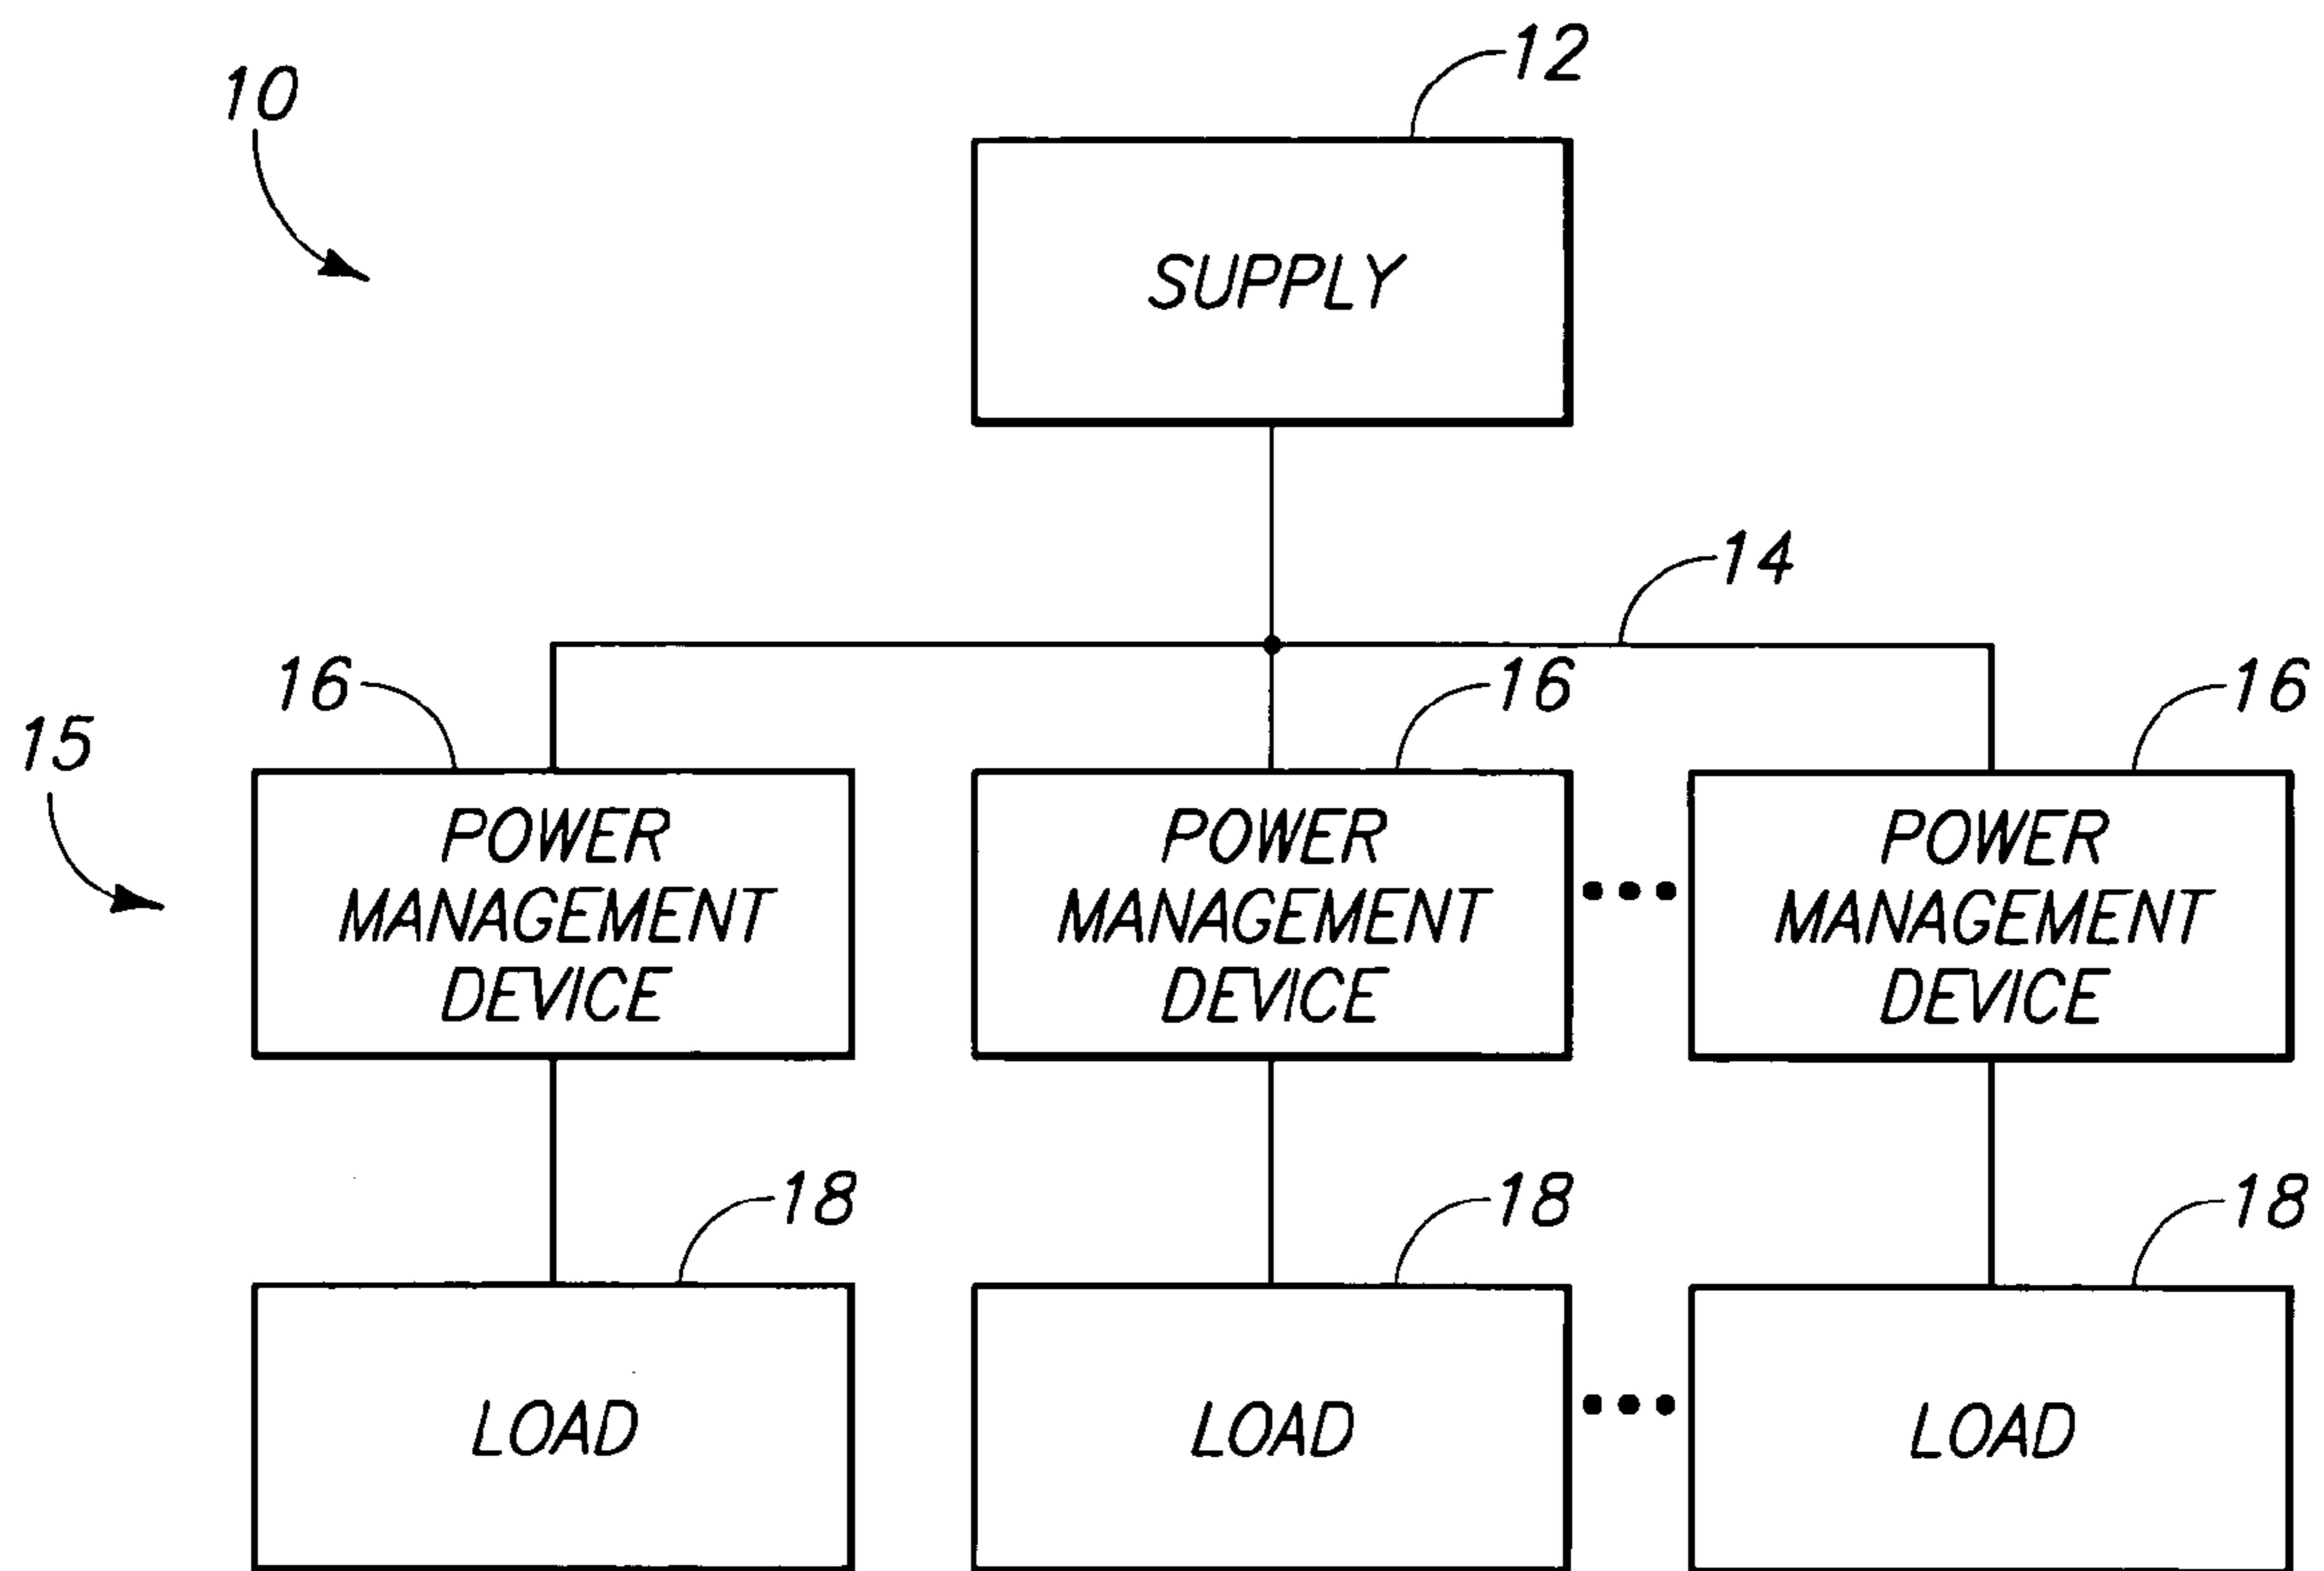 10
12
SUPPLY
14
16
16
16
15
POWER
MANAGEMENT
DEVICE
POWER
MANAGEMENT
DEVICE
POWER
MANAGEMENT
DEVICE
18
18
18
LOAD
LOAD
LOAD